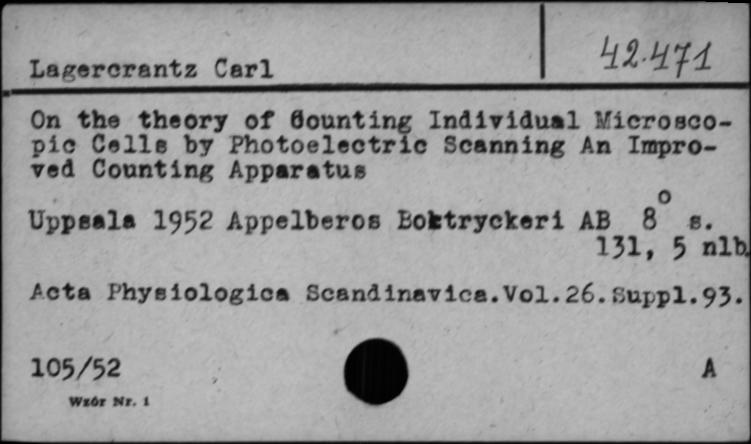 Lagercrantz Carl
42.471
On the theory of Counting Individual Microsco-
pic Cells by Photoelectric Scanning An Impro-
ved Counting Apparatus
Uppsala 1952 Appelberos Boktryckeri AB 8° s.
131, 5 nlb.
Acta Physiologica Scandinavica.Vol.26.Suppl.93.
105/52
A
Wzór Nr. 1